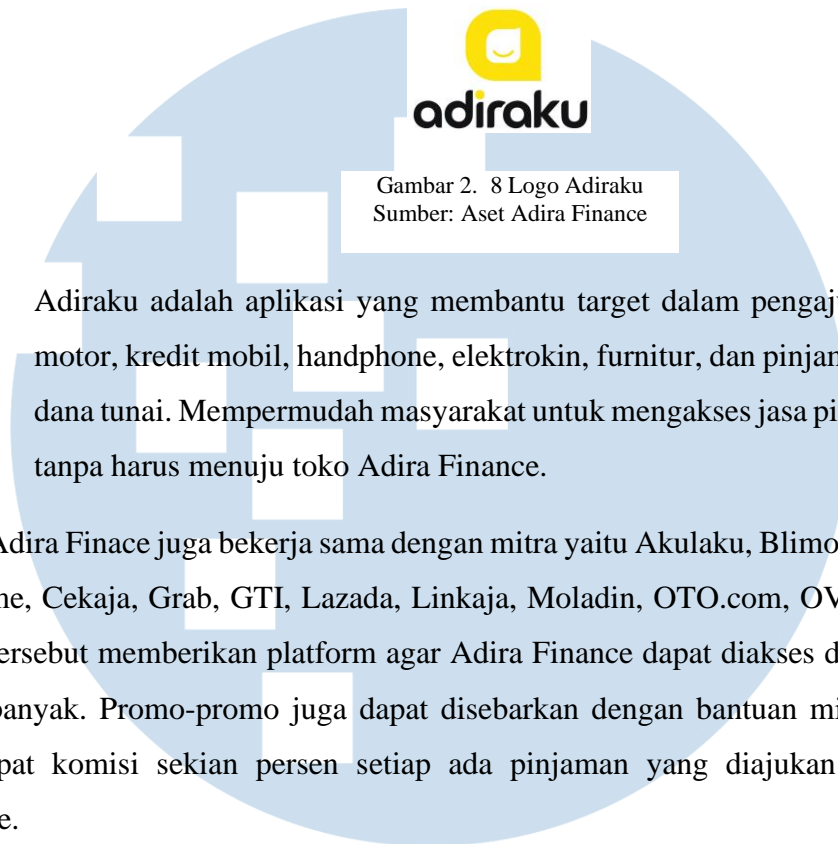 adiraku
Gambar 2. 8 Logo Adiraku
Sumber: Aset Adira Finance
Adiraku adalah aplikasi yang membantu target dalam pengaj
motor, kredit mobil, handphone, elektrokin, furnitur, dan pinjam
dana tunai. Mempermudah masyarakat untuk mengakses jasa pi
tanpa harus menuju toko Adira Finance.
Adira Finace juga bekerja sama dengan mitra yaitu Akulaku, Blimo
ne, Cekaja, Grab, GTI, Lazada, Linkaja, Moladin, OTO.com, OV
ersebut memberikan platform agar Adira Finance dapat diakses d
banyak. Promo-promo juga dapat disebarkan dengan bantuan mi
pat komisi sekian persen setiap ada pinjaman yang diajukan
e.